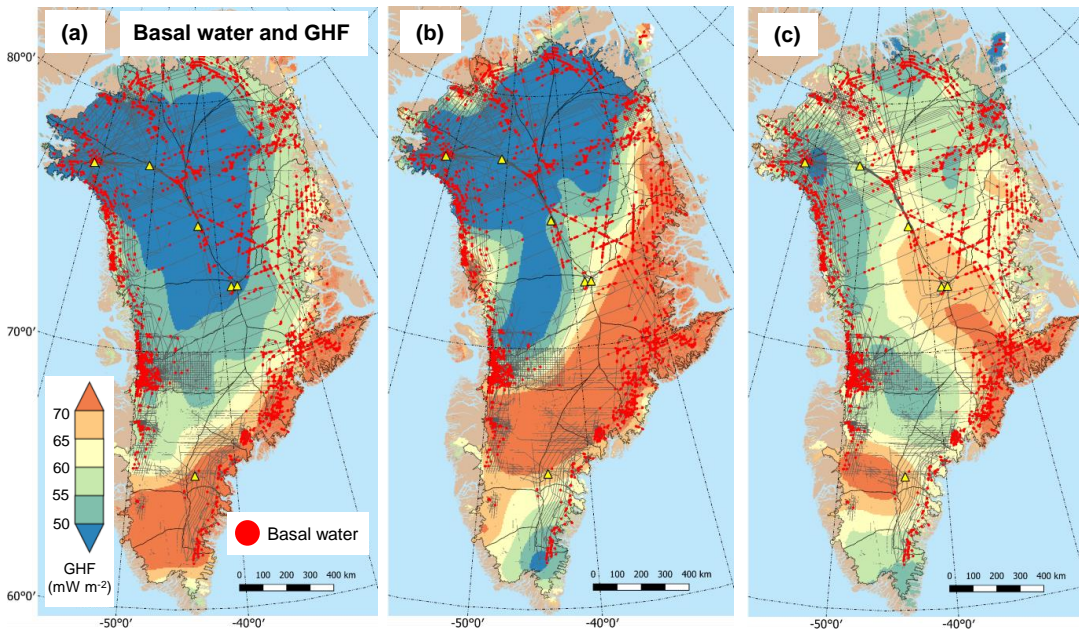 (a) Basal water and GHF
(b)
(c)
80°0′
70°0′
60°0′
70
65
60
55
50
GHF
(mW m⁻²)
Basal water
0 100 200 300 400 km
0 100 200 300 400 km
0 100 200 300 400 km
-50°0′ -40°0′
-50°0′ -40°0′
-50°0′ -40°0′